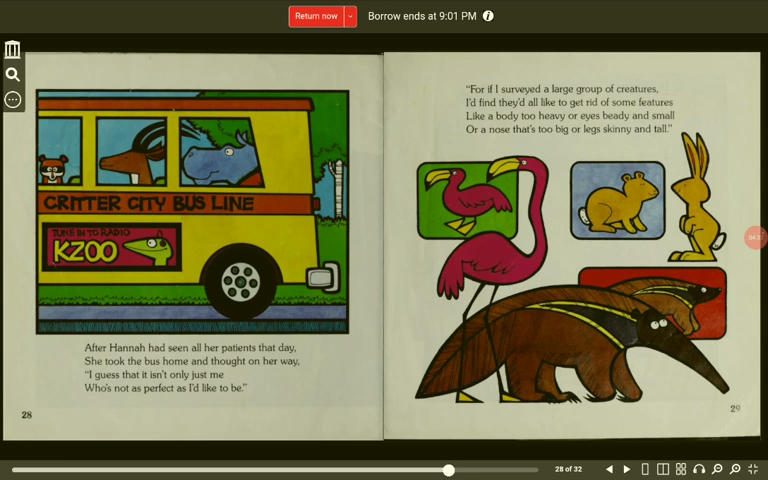 Return now
Borrow ends at 9:01 PM
CRITTER CITY BUS LINE
TUNE IN TO RADIO
KZOO
After Hannah had seen all her patients that day,
She took the bus home and thought on her way,
“I guess that it isn't only just me
Who's not as perfect as I'd like to be.”
28
“For if I surveyed a large group of creatures,
I'd find they'd all like to get rid of some features
Like a body too heavy or eyes beady and small
Or a nose that's too big or legs skinny and tall.”
29
28 of 32